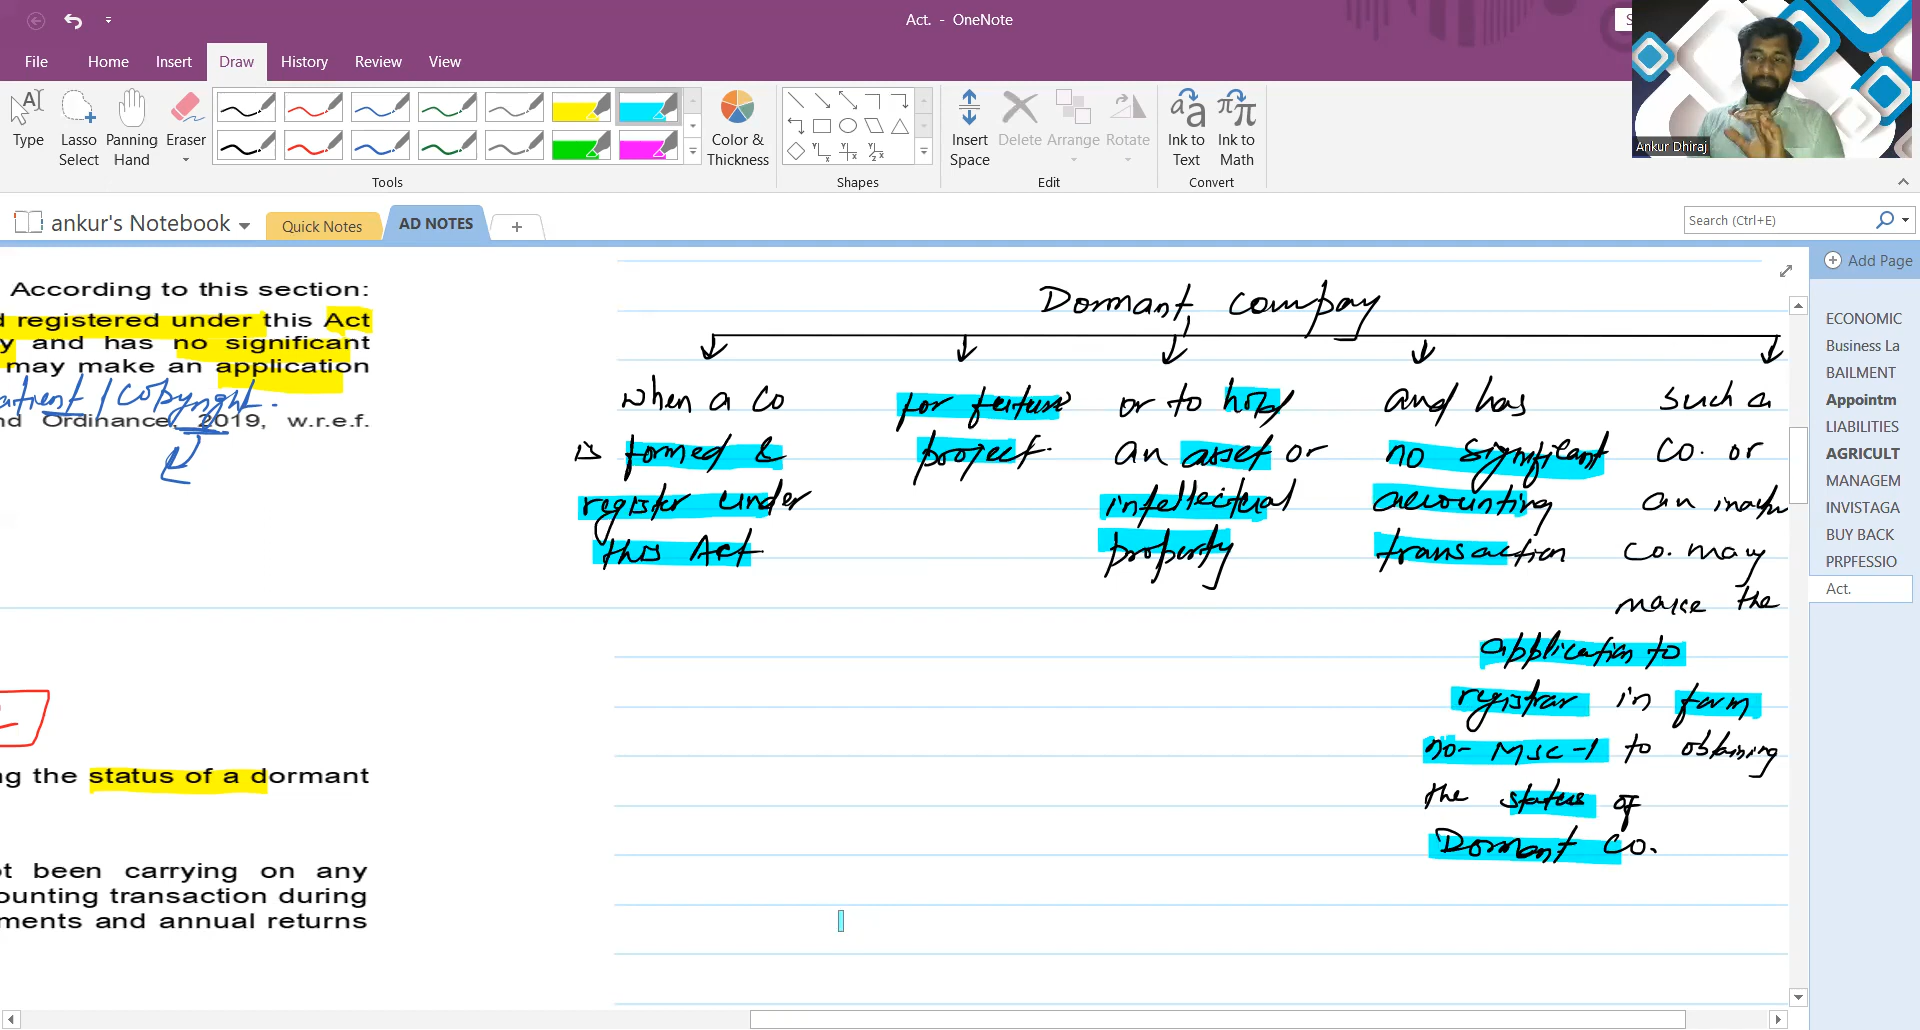 Act. - OneNote
File Home Insert Draw History Review View
Type
Lasso Select
Panning Hand
Eraser
Color & Thickness
Insert Space
Delete
Arrange
Rotate
Ink to Text
Ink to Math
Tools
Shapes
Edit
Convert
Ankur Dhiraj
ankur's Notebook
Quick Notes
AD NOTES
Search (Ctrl+E)
Add Page
ECONOMIC
Business La
BAILMENT
Appointm
LIABILITIES
AGRICULT
MANAGEM
INVISTAGA
BUY BACK
PRPFESSIO
Act.
According to this section:
d registered under this Act
y and has no significant
may make an application
/ Copyright.
nd Ordinance, 2019, w.r.e.f.
ng the status of a dormant
ot been carrying on any
ounting transaction during
ments and annual returns
Dormant company
when a Co
is formed &
register under
this Act
for future
project.
or to hold
an asset or
intellectual
property
and has
no significant
accounting
transaction
such a
Co. or
an inactive
Co. may
make the
application to
registrar in form
no- MSC-1 to obtaining
the status of
Dormant Co.